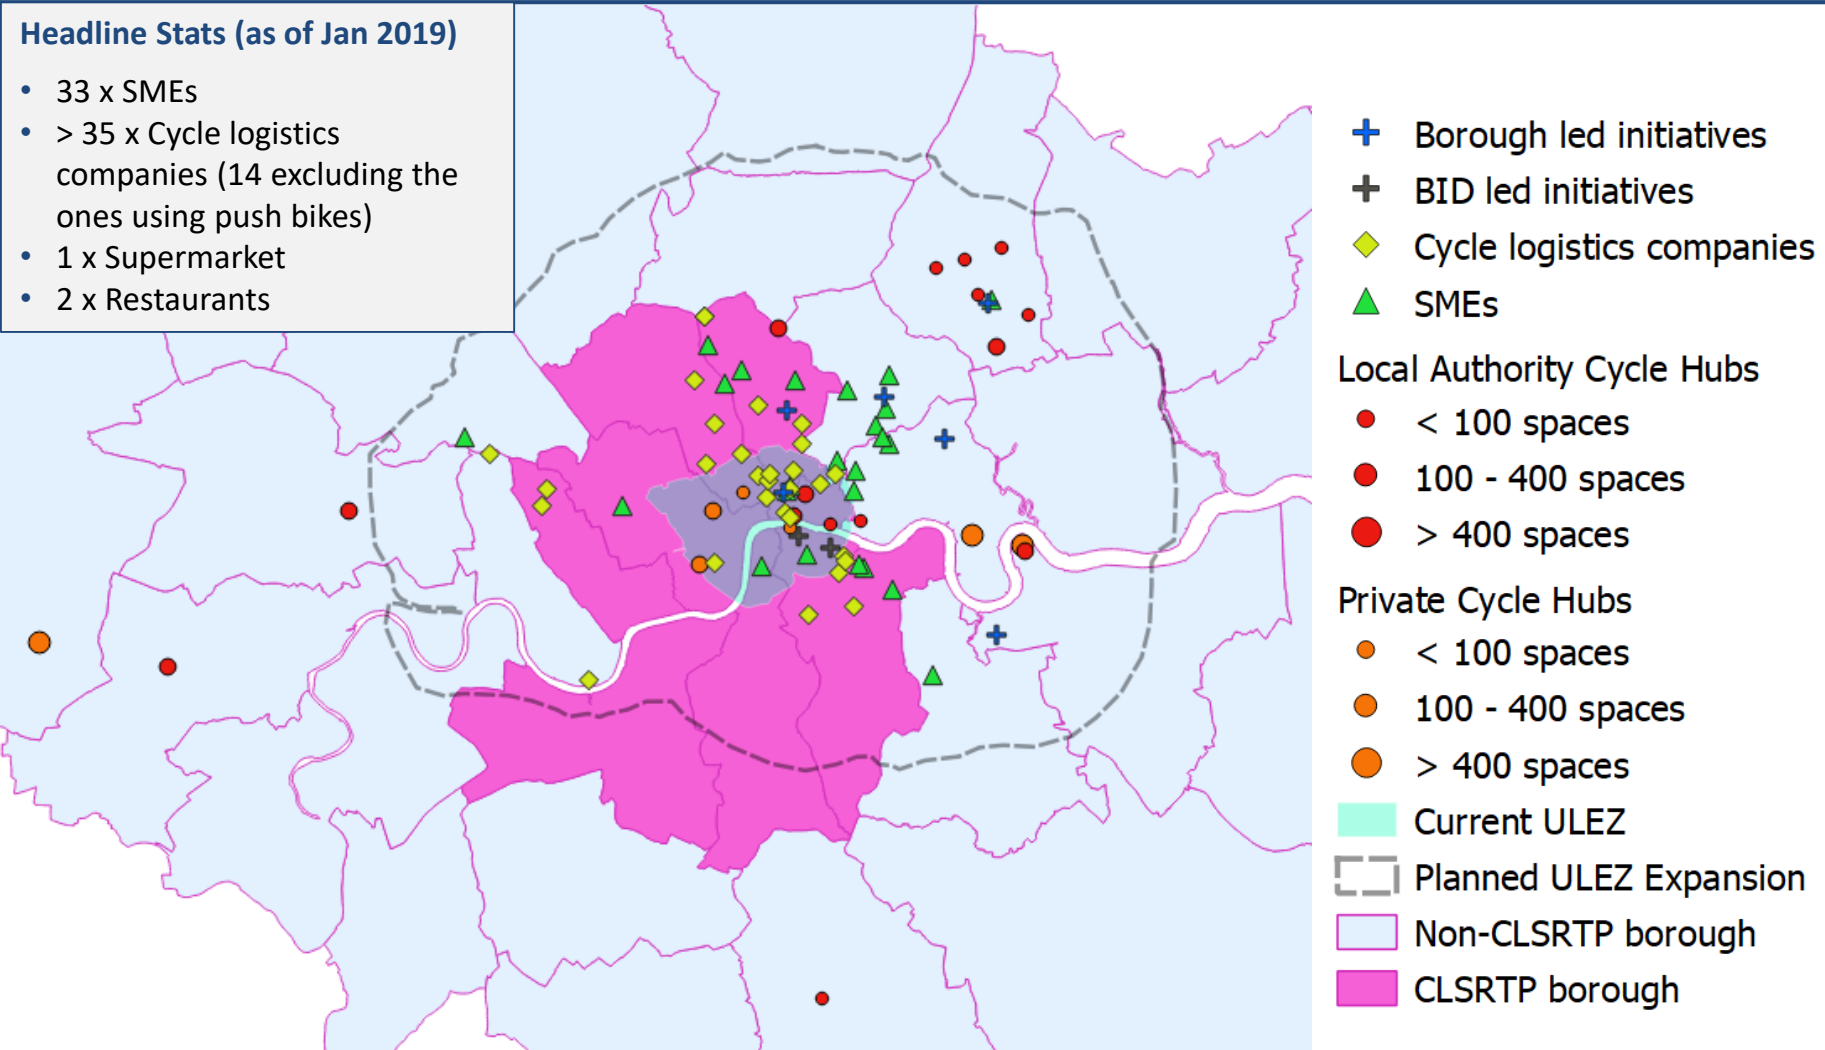 Headline Stats (as of Jan 2019)
• 33 x SMEs
• > 35 x Cycle logistics
companies (14 excluding the
ones using push bikes)
• 1 x Supermarket
• 2 x Restaurants
Borough led initiatives
BID led initiatives
Cycle logistics companies
SMEs
Local Authority Cycle Hubs
< 100 spaces
100 - 400 spaces
> 400 spaces
Private Cycle Hubs
< 100 spaces
100 - 400 spaces
> 400 spaces
Current ULEZ
Planned ULEZ Expansion
Non-CLSRTP borough
CLSRTP borough